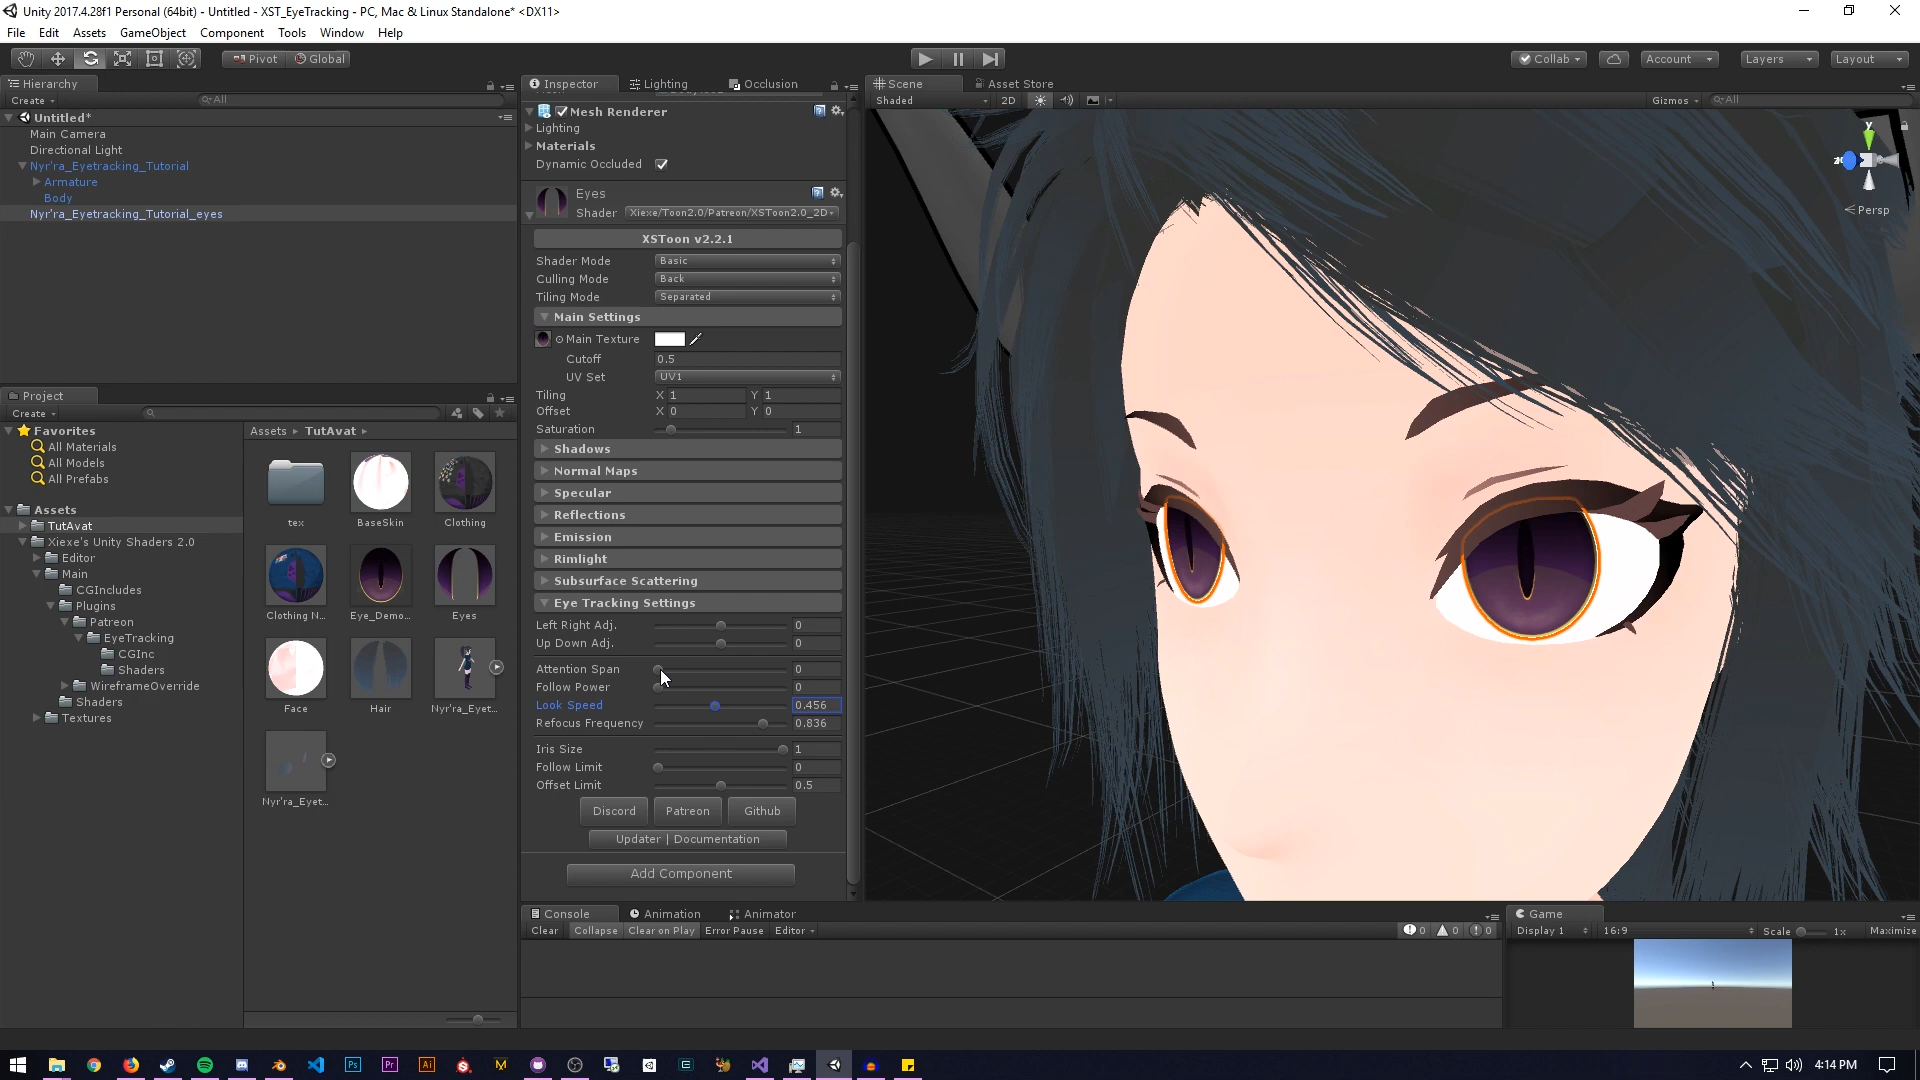 Unity 2017.4.28f1 Personal (64bit) - Untitled - XST_EyeTracking - PC, Mac & Linux Standalone* <DX11>
File Edit Assets GameObject Component Tools Window Help
Pivot Global Collab Account Layers Layout
Hierarchy
Create All
Untitled*
Main Camera
Directional Light
Nyr'ra_Eyetracking_Tutorial
Armature
Body
Nyr'ra_Eyetracking_Tutorial_eyes
Project
Create
Favorites
All Materials
All Models
All Prefabs
Assets
TutAvat
Xiexe's Unity Shaders 2.0
Editor
Main
CGIncludes
Plugins
Patreon
EyeTracking
CGInc
Shaders
WireframeOverride
Shaders
Textures
Assets TutAvat
tex BaseSkin Clothing
Clothing N... Eye_Demo... Eyes
Face Hair Nyr'ra_Eyet...
Nyr'ra_Eyet...
Inspector Lighting Occlusion
Mesh Renderer
Lighting
Materials
Dynamic Occluded
Eyes
Shader Xiexe/Toon2.0/Patreon/XSToon2.0_2D
XSToon v2.2.1
Shader Mode Basic
Culling Mode Back
Tiling Mode Separated
Main Settings
Main Texture
Cutoff 0.5
UV Set UV1
Tiling X 1 Y 1
Offset X 0 Y 0
Saturation 1
Shadows
Normal Maps
Specular
Reflections
Emission
Rimlight
Subsurface Scattering
Eye Tracking Settings
Left Right Adj. 0
Up Down Adj. 0
Attention Span 0
Follow Power 0
Look Speed 0.456
Refocus Frequency 0.836
Iris Size 1
Follow Limit 0
Offset Limit 0.5
Discord Patreon Github
Updater | Documentation
Add Component
Scene Asset Store
Shaded 2D Gizmos All
y
Persp
Console Animation Animator
Clear Collapse Clear on Play Error Pause Editor 0 0 0
Game
Display 1 16:9 Scale 1x Maximize
4:14 PM